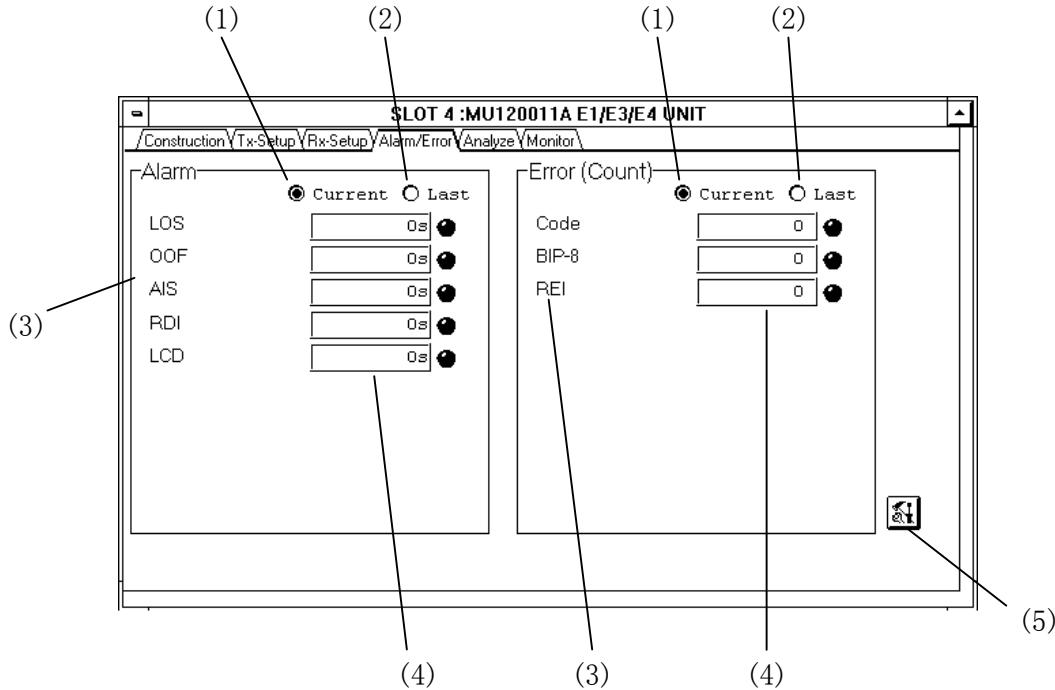 (1) (2) (1) (2)
SLOT 4 :MU120011A E1/E3/E4 UNIT
Construction Tx-Setup Rx-Setup Alarm/Error Analyze Monitor
Alarm
Current Last
LOS 0s
OOF 0s
AIS 0s
RDI 0s
LCD 0s
Error (Count)
Current Last
Code 0
BIP-8 0
REI 0
(3)
(5)
(4) (3) (4)